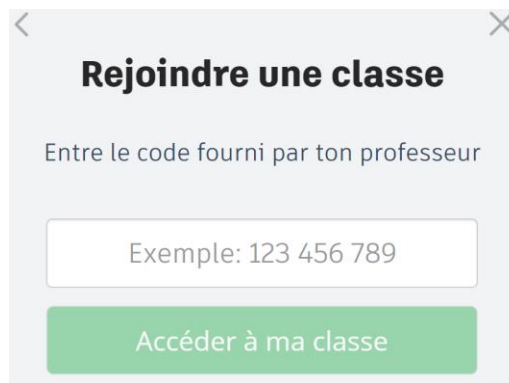 Rejoindre une classe
Entre le code fourni par ton professeur
Exemple: 123 456 789
Accéder à ma classe